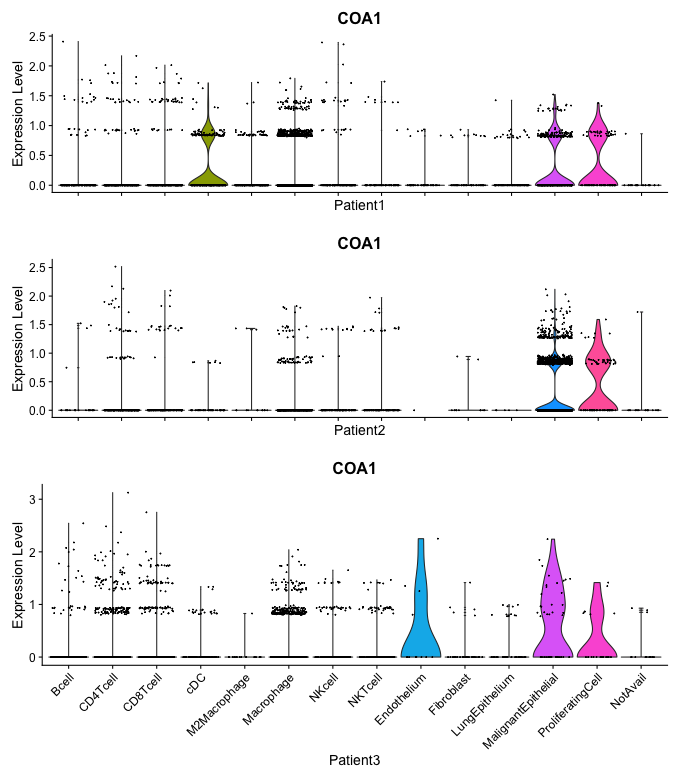 COA1
Expression Level
2.5
2.0
1.5
1.0
0.5
0.0
Patient1
COA1
Expression Level
2.5
2.0
1.5
1.0
0.5
0.0
Patient2
COA1
Expression Level
3
2
1
0
Bcell
CD4Tcell
CD8Tcell
cDC
M2Macrophage
Macrophage
NKcell
NKTcell
Endothelium
Fibroblast
LungEpithelium
MalignantEpithelial
ProliferatingCell
NotAvail
Patient3